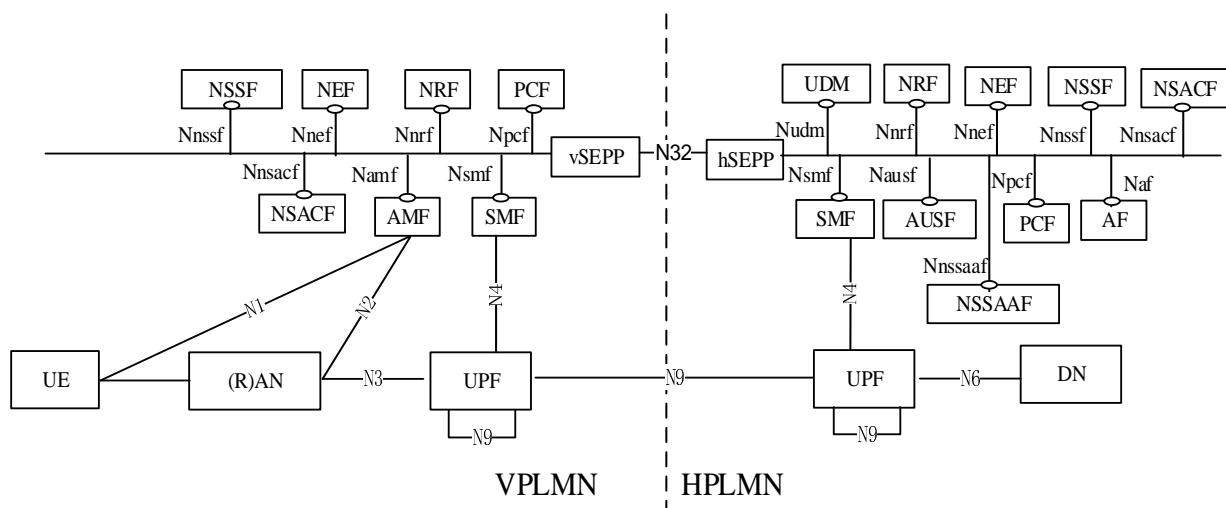 NSSF NEF NRF PCF UDM NRF NEF NSSF NSACF
Nnssf Nnef Nnrf Npcf Nudm Nnrf Nnef Nnssf Nnsacf
vSEPP N32 hSEPP
Nnsacf Namf Nsmf Nsmf Nausf Npcf Naf
NSACF AMF SMF SMF AUSF PCF AF
Nnssaaf
NSSAAF
N1 N2 N4 N4
UE (R)AN N3 UPF N9 UPF N6 DN
N9 N9
VPLMN HPLMN